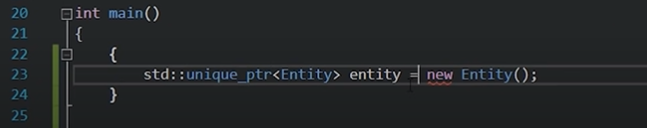 20 int main()
21 {
22 {
23 std::unique_ptr<Entity> entity = new Entity();
24 }
25